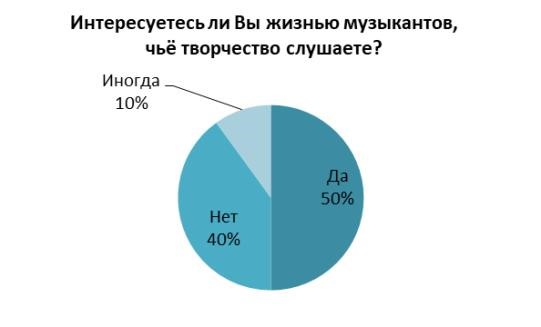 Интересуетесь ли Вы жизнью музыкантов,
чьё творчество слушаете?
Иногда
10%
Да
50%
Нет
40%